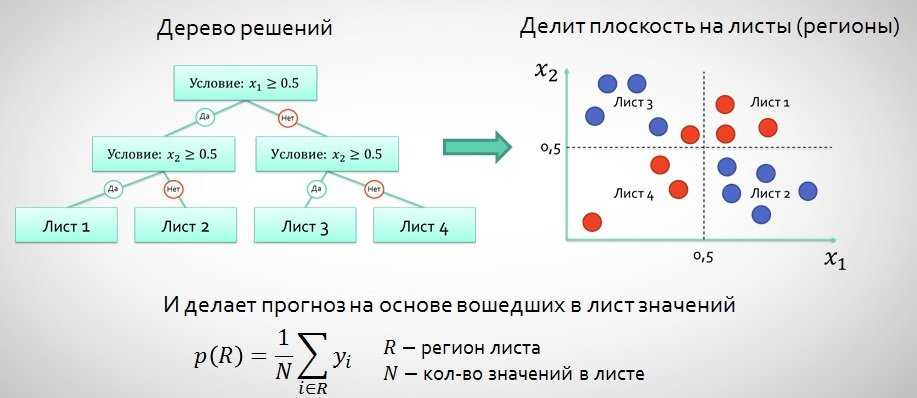 Дерево решений
Делит плоскость на листы (регионы)
Условие: x₁ ≥ 0.5
Да
Нет
Условие: x₂ ≥ 0.5
Условие: x₂ ≥ 0.5
Да
Нет
Да
Нет
Лист 1
Лист 2
Лист 3
Лист 4
x₂
Лист 3
Лист 1
0,5
Лист 4
Лист 2
0,5
x₁
И делает прогноз на основе вошедших в лист значений
p(R) = 1/N ∑ i∈R yᵢ
R – регион листа
N – кол-во значений в листе